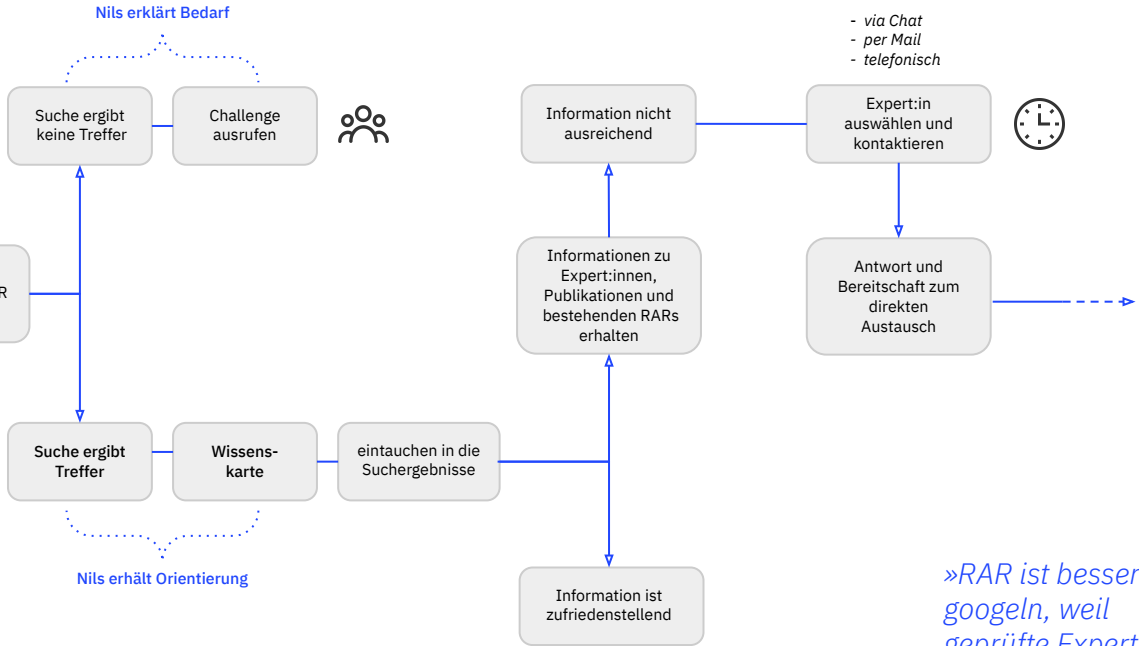 Nils erklärt Bedarf
- via Chat
- per Mail
- telefonisch
Suche ergibt
keine Treffer
Challenge
ausrufen
Information nicht
ausreichend
Expert:in
auswählen und
kontaktieren
R
Informationen zu
Expert:innen,
Publikationen und
bestehenden RARs
erhalten
Antwort und
Bereitschaft zum
direkten
Austausch
Suche ergibt
Treffer
Wissens-
karte
eintauchen in die
Suchergebnisse
Nils erhält Orientierung
Information ist
zufriedenstellend
»RAR ist besser
googeln, weil
geprüfte Expert